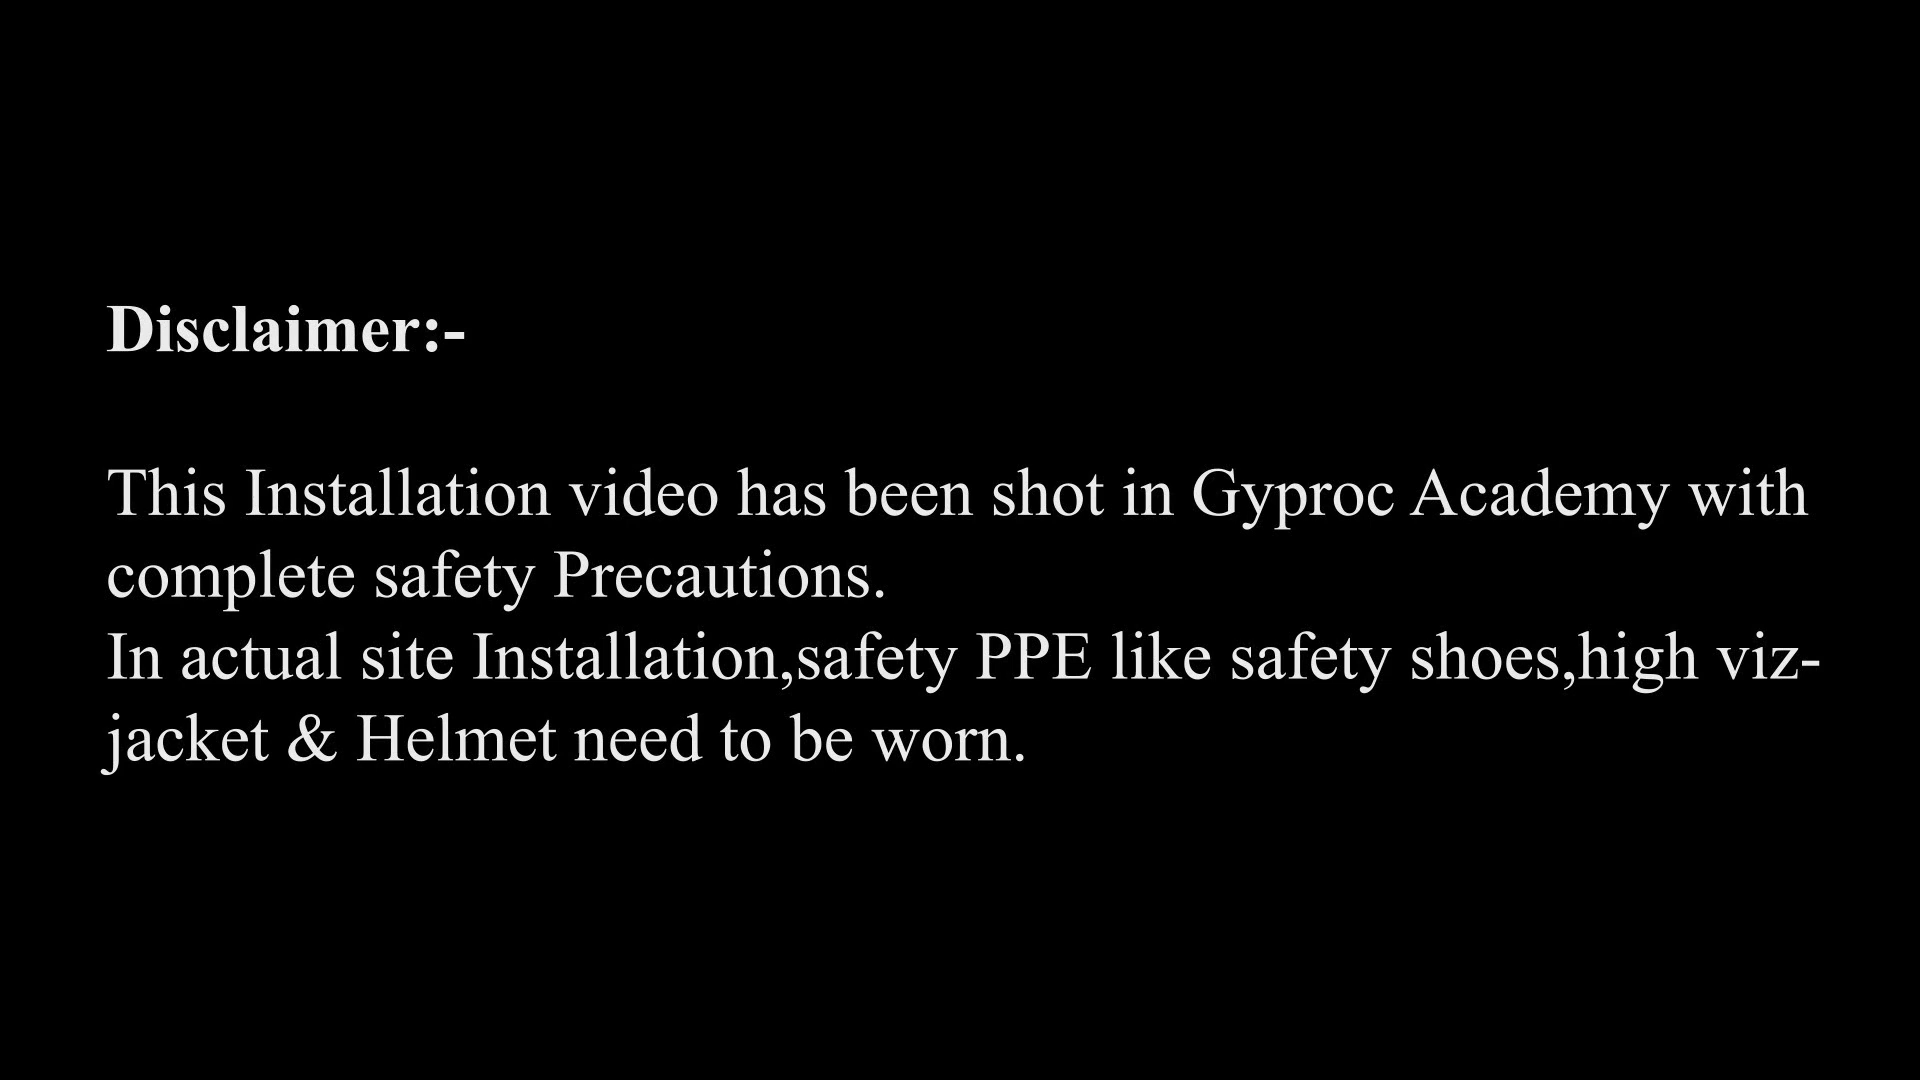 Disclaimer:-
This Installation video has been shot in Gyproc Academy with
complete safety Precautions.
In actual site Installation,safety PPE like safety shoes,high viz-
jacket & Helmet need to be worn.